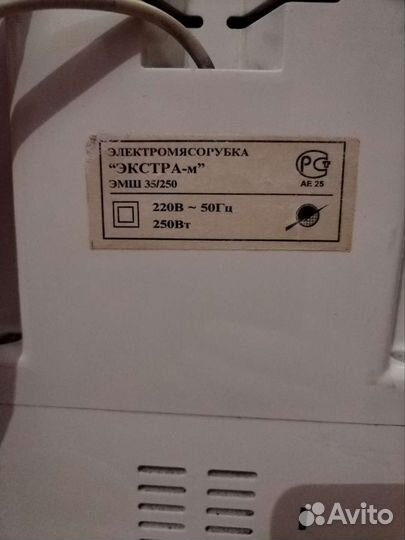 ЭЛЕКТРОМЯСОРУБКА
"ЭКСТРА-м"
ЭМШ 35/250
РС
АЕ 25
220В ~ 50Гц
250Вт
Avito